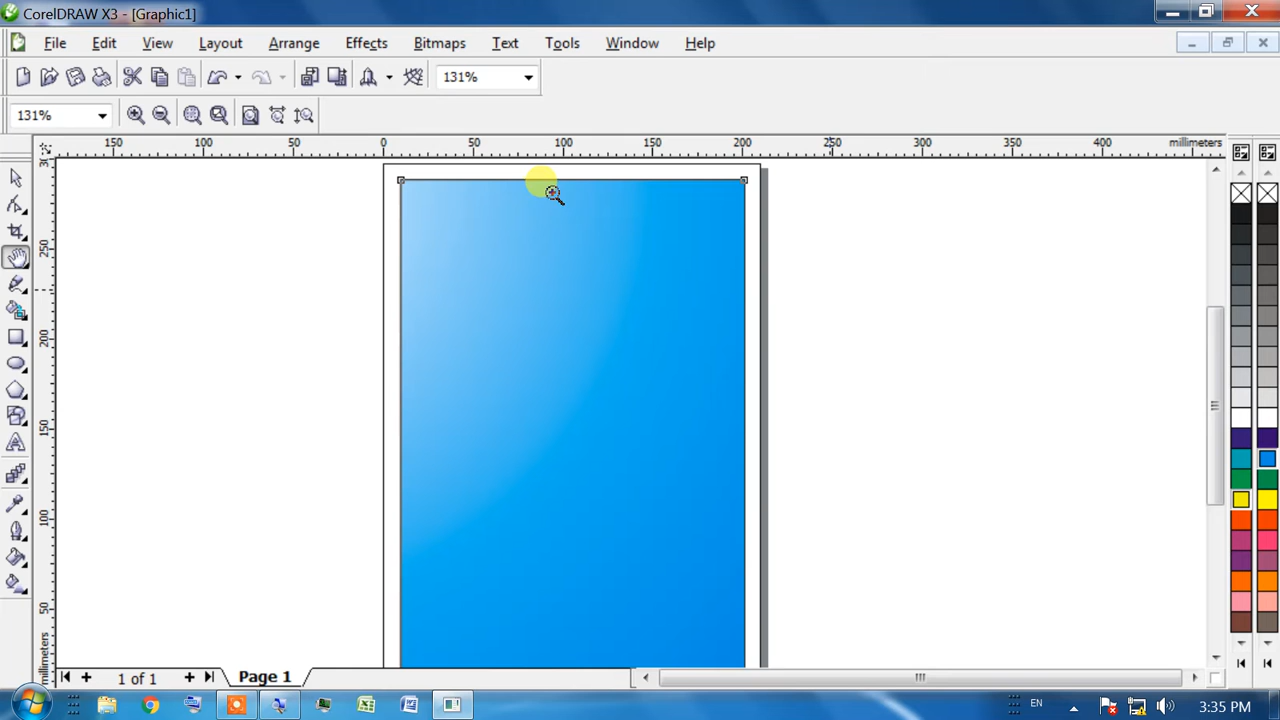 CorelDRAW X3 - [Graphic1]
File Edit View Layout Arrange Effects Bitmaps Text Tools Window Help
131%
131%
150 100 50 0 50 100 150 200 250 300 350 400 millimeters
250
200
150
100
50
millimeters
1 of 1 Page 1
EN 3:35 PM